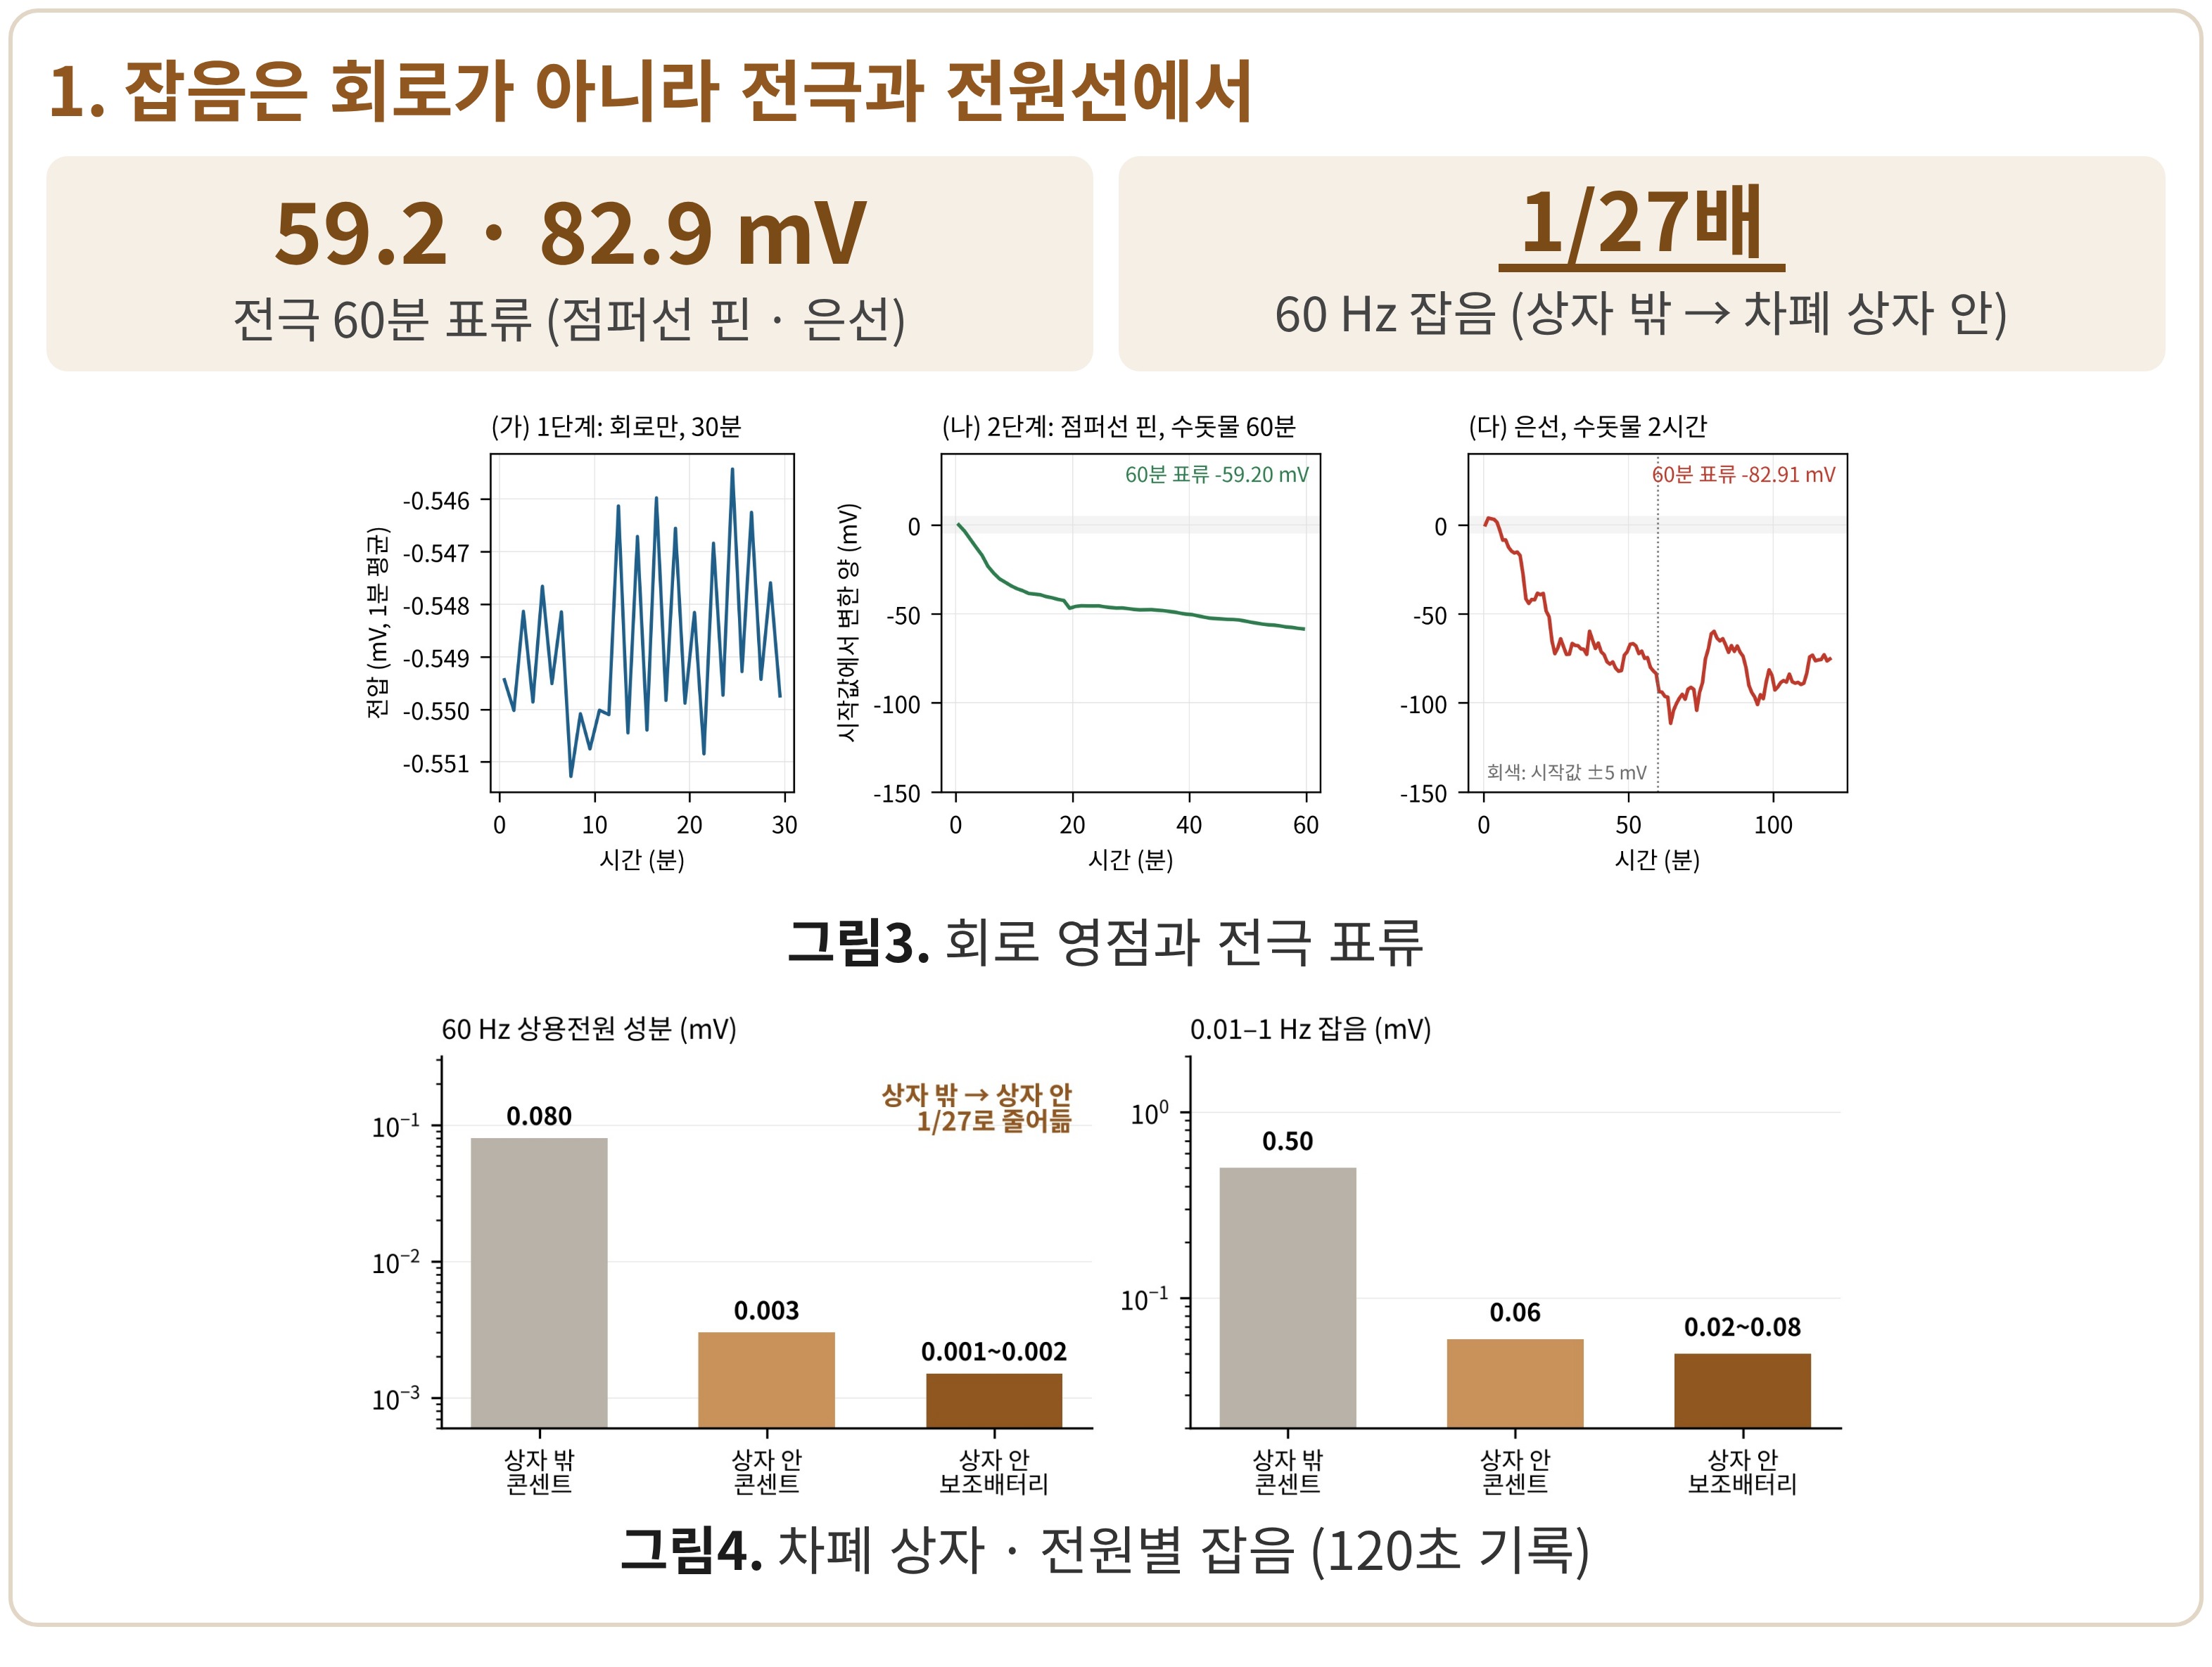 1. 잡음은 회로가 아니라 전극과 전원선에서
59.2 · 82.9 mV
전극 60분 표류 (점퍼선 핀 · 은선)
1/27배
60 Hz 잡음 (상자 밖 → 차폐 상자 안)
(가) 1단계: 회로만, 30분
전압 (mV, 1분 평균)
-0.546
-0.547
-0.548
-0.549
-0.550
-0.551
0 10 20 30
시간 (분)
(나) 2단계: 점퍼선 핀, 수돗물 60분
60분 표류 -59.20 mV
시작값에서 변한 양 (mV)
0
-50
-100
-150
0 20 40 60
시간 (분)
(다) 은선, 수돗물 2시간
60분 표류 -82.91 mV
0
-50
-100
-150
회색: 시작값 ±5 mV
0 50 100
시간 (분)
그림3. 회로 영점과 전극 표류
60 Hz 상용전원 성분 (mV)
상자 밖 → 상자 안
1/27로 줄어듦
10⁻¹
10⁻²
10⁻³
0.080
0.003
0.001~0.002
상자 밖
콘센트
상자 안
콘센트
상자 안
보조배터리
0.01–1 Hz 잡음 (mV)
10⁰
10⁻¹
0.50
0.06
0.02~0.08
상자 밖
콘센트
상자 안
콘센트
상자 안
보조배터리
그림4. 차폐 상자 · 전원별 잡음 (120초 기록)